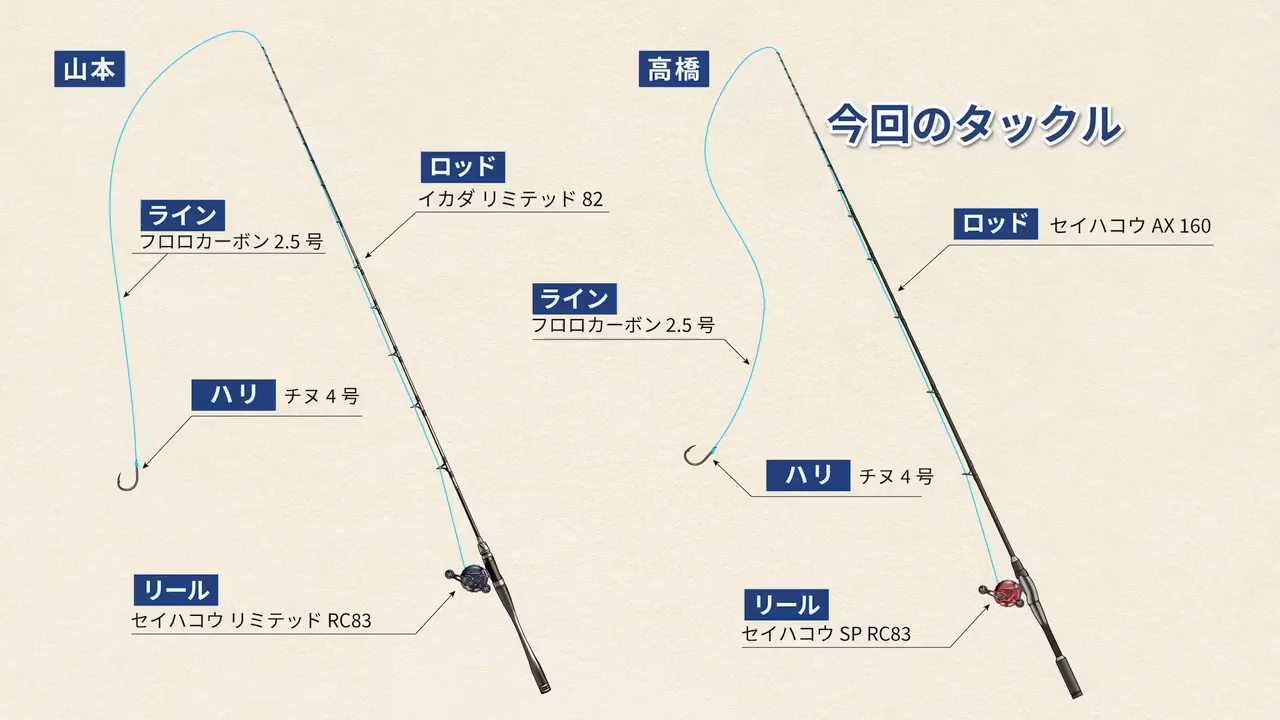 山本
ロッド
イカダ リミテッド 82
ライン
フロロカーボン 2.5 号
ハリ チヌ 4 号
リール
セイハコウ リミテッド RC83
高橋
今回のタックル
ロッド セイハコウ AX 160
ライン
フロロカーボン 2.5 号
ハリ チヌ 4 号
リール
セイハコウ SP RC83